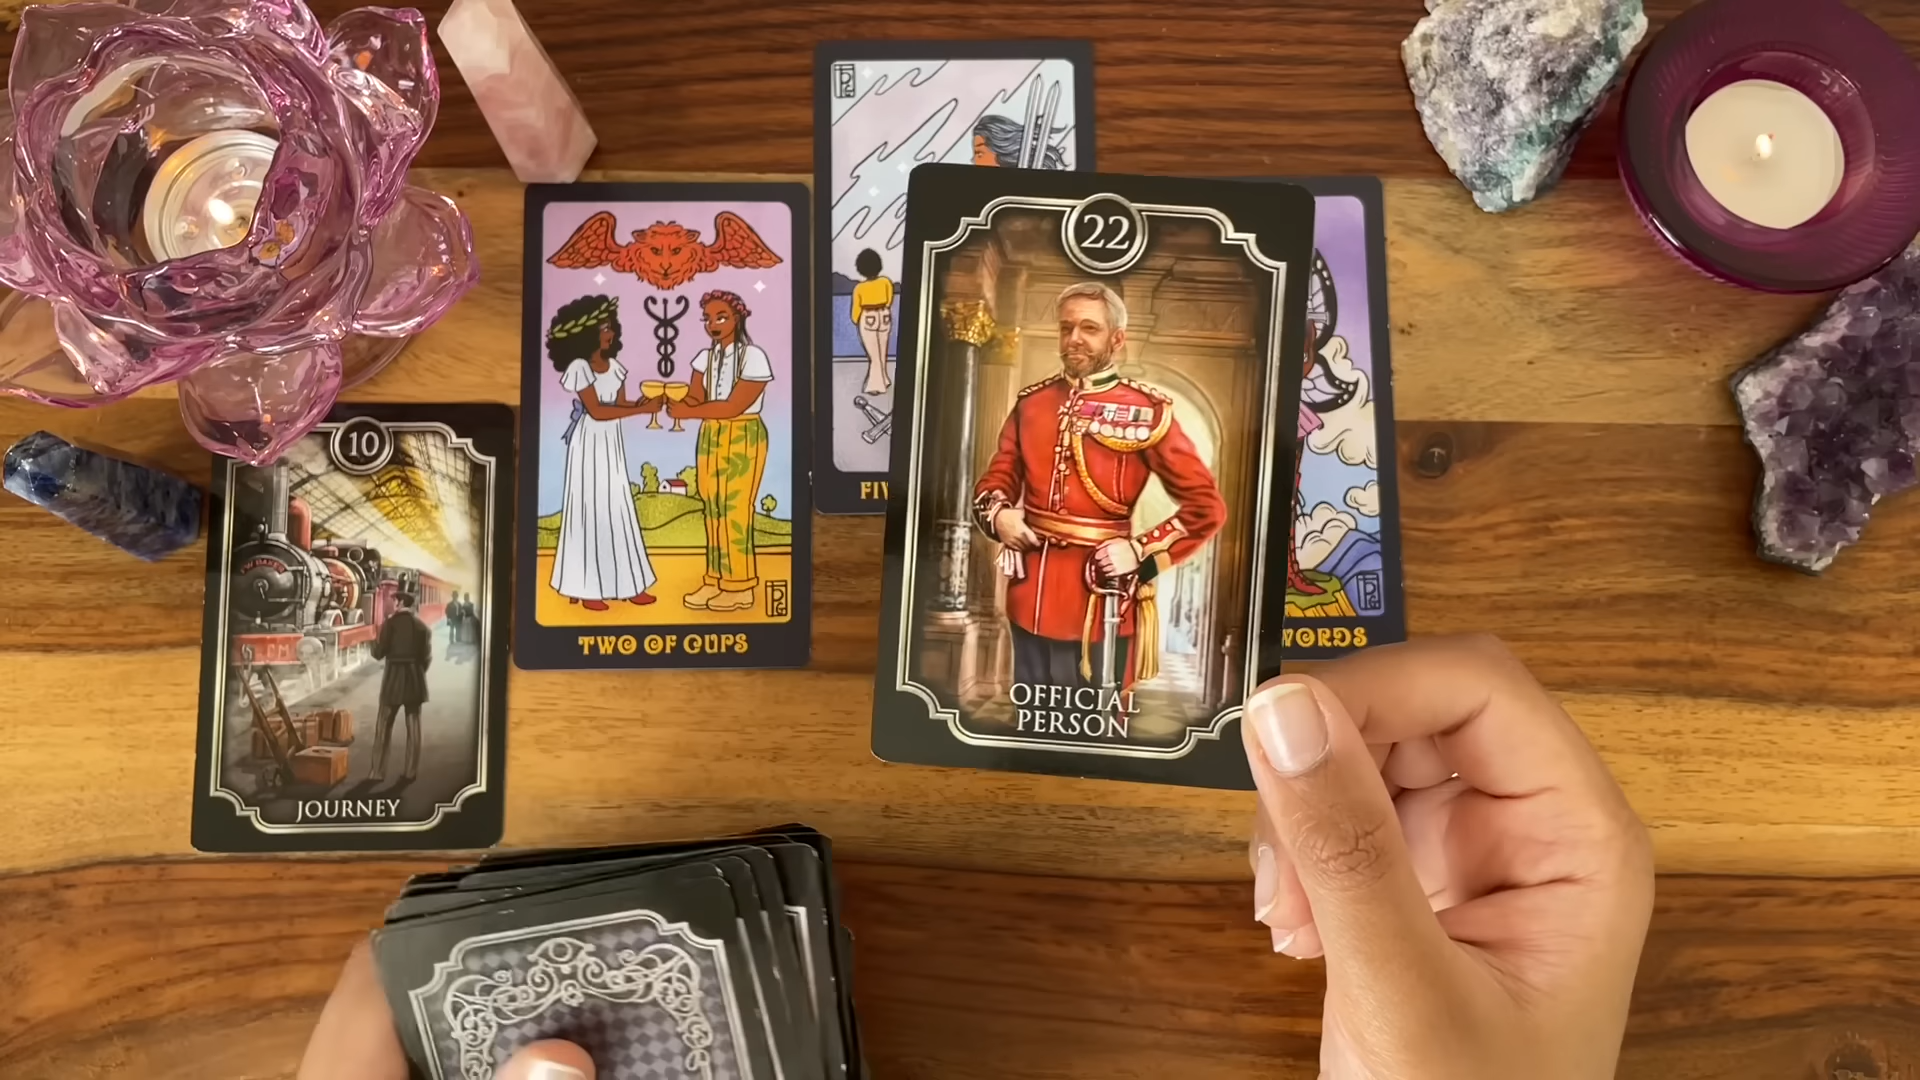 10
JOURNEY
TWO OF CUPS
FIV
22
OFFICIAL
PERSON
WORDS